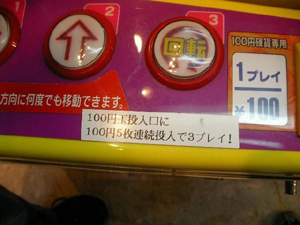 2
3
回転
100円硬貨専用
1プレイ
¥100
方向に何度でも移動できます。
100円玉投入口に
100円5枚連続投入で3プレイ!